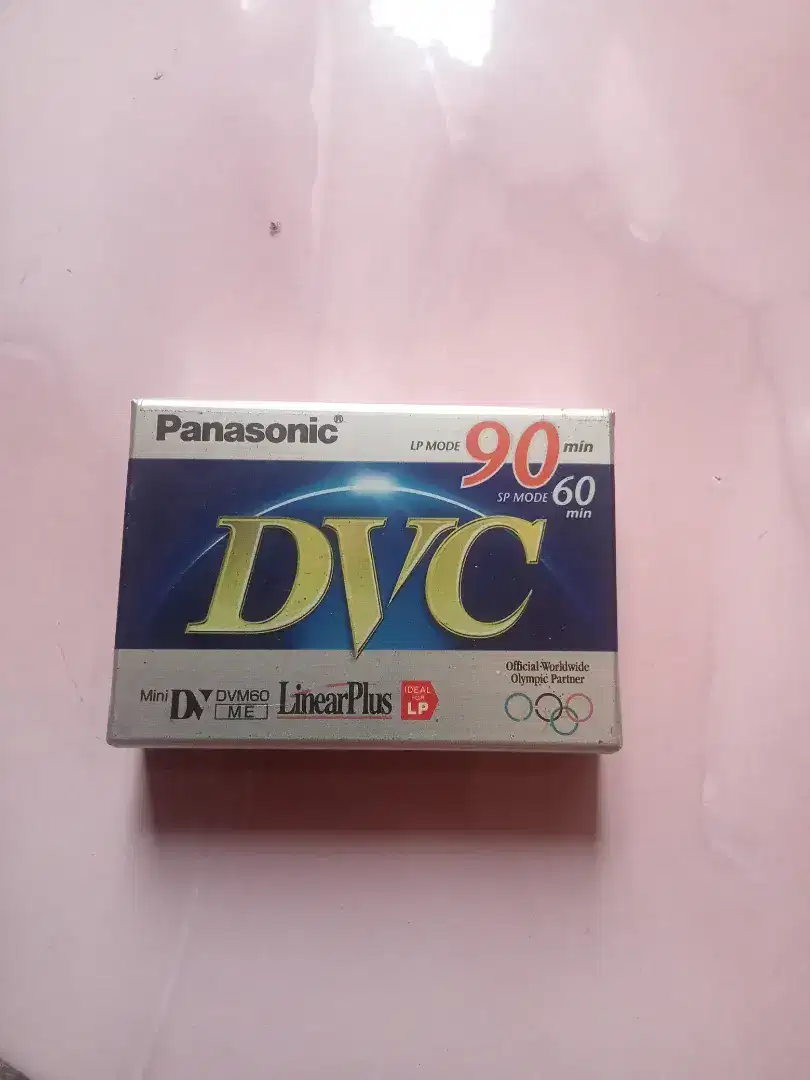 Panasonic®
LP MODE 90 min
SP MODE 60 min
DVC
Mini DV DVM60 ME LinearPlus IDEAL FOR LP
Official Worldwide
Olympic Partner